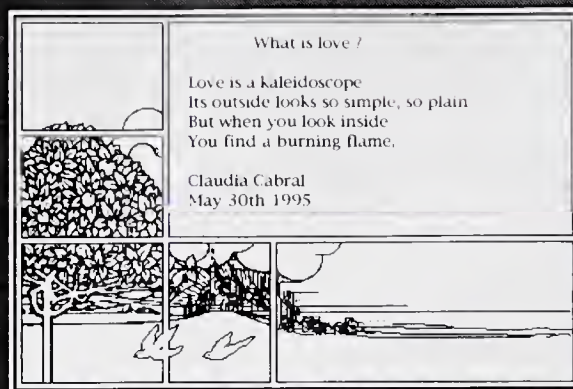 What is love ?
Love is a kaleidoscope
Its outside looks so simple, so plain
But when you look inside
You find a burning flame.
Claudia Cabral
May 30th 1995